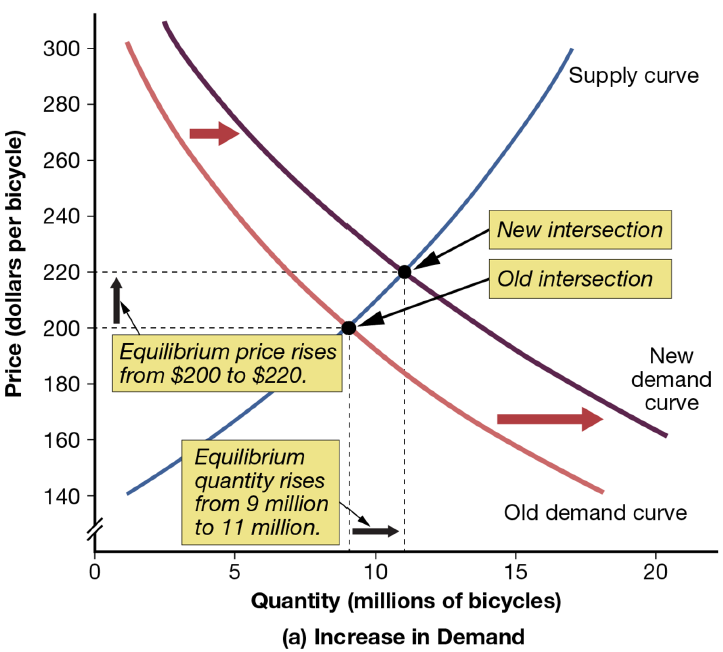 Price (dollars per bicycle)
300
280
260
240
220
200
180
160
140
Supply curve
New intersection
Old intersection
Equilibrium price rises
from $200 to $220.
New
demand
curve
Equilibrium
quantity rises
from 9 million
to 11 million.
Old demand curve
0 5 10 15 20
Quantity (millions of bicycles)
(a) Increase in Demand